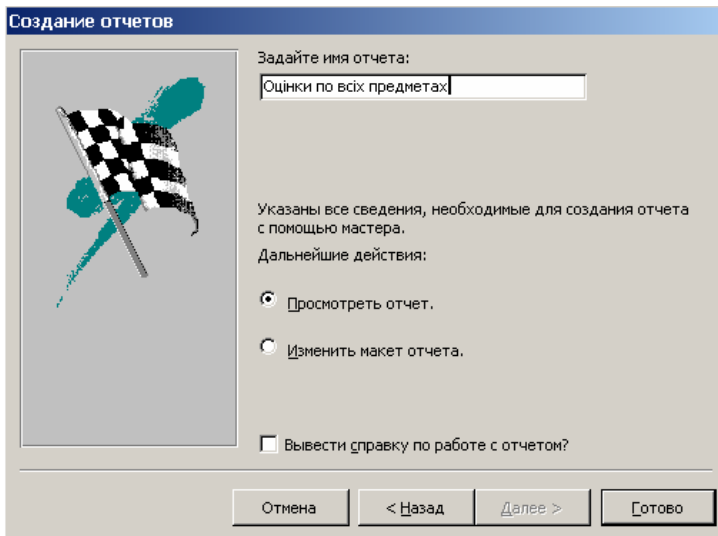 Создание отчетов
Задайте имя отчета:
Оцінки по всіх предметах
Указаны все сведения, необходимые для создания отчета
с помощью мастера.
Дальнейшие действия:
Просмотреть отчет.
Изменить макет отчета.
Вывести справку по работе с отчетом?
Отмена
< Назад
Далее >
Готово